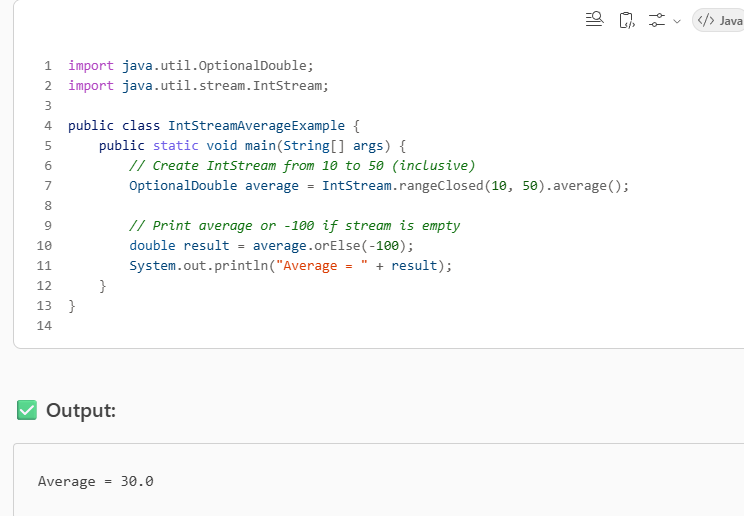 </> Java
1 import java.util.OptionalDouble;
2 import java.util.stream.IntStream;
3
4 public class IntStreamAverageExample {
5     public static void main(String[] args) {
6         // Create IntStream from 10 to 50 (inclusive)
7         OptionalDouble average = IntStream.rangeClosed(10, 50).average();
8
9         // Print average or -100 if stream is empty
10         double result = average.orElse(-100);
11         System.out.println("Average = " + result);
12     }
13 }
14
Output:
Average = 30.0